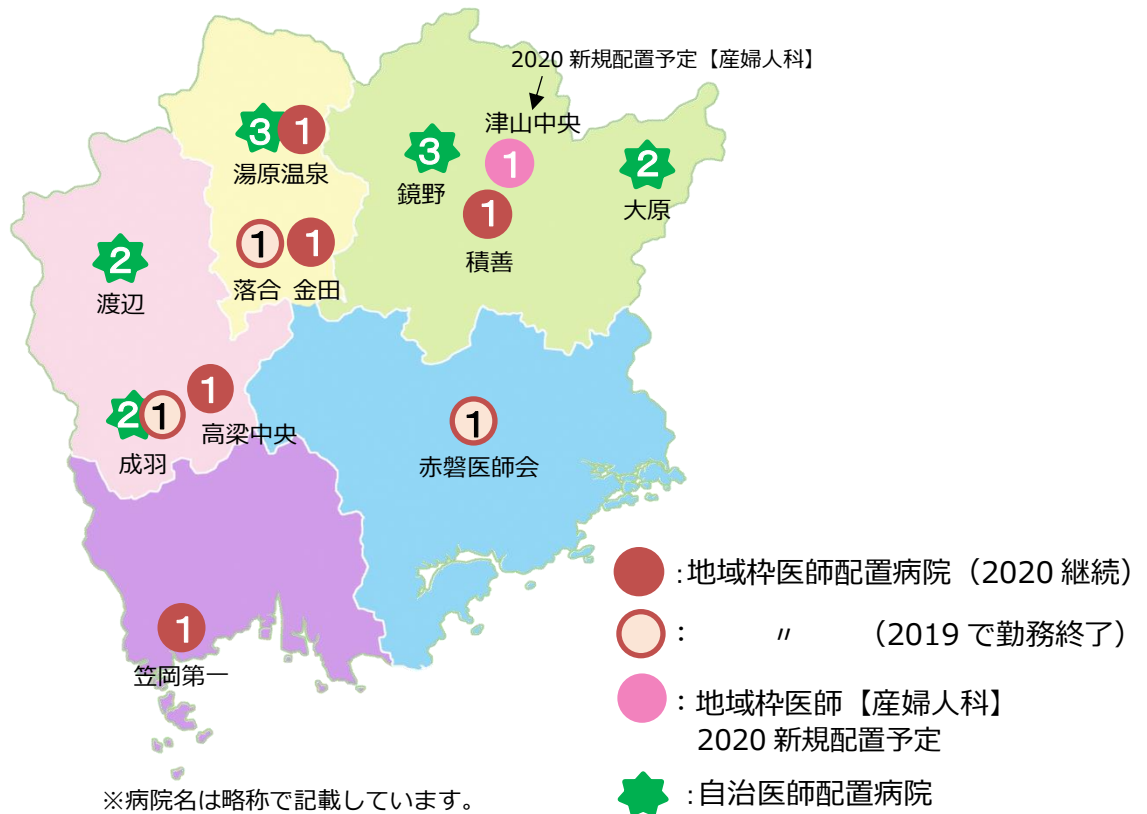 2020 新規配置予定【産婦人科】
津山中央
3 1
湯原温泉
3
鏡野
1
2
大原
1
積善
2
渡辺
1 1
落合 金田
2 1
成羽
1
高梁中央
1
赤磐医師会
1
笠岡第一
:地域枠医師配置病院（2020 継続）
： 〃 （2019 で勤務終了）
：地域枠医師【産婦人科】
2020 新規配置予定
:自治医師配置病院
※病院名は略称で記載しています。